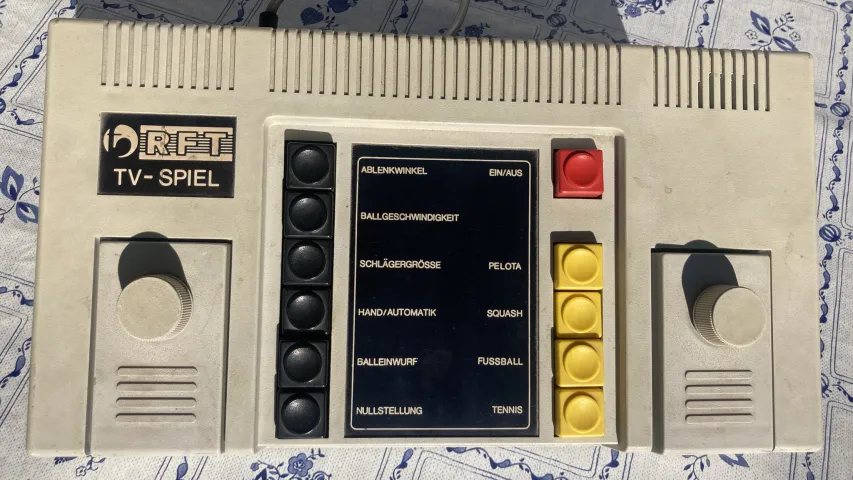 RFT
TV-SPIEL
ABLENKWINKEL EIN/AUS
BALLGESCHWINDIGKEIT
SCHLÄGERGRÖSSE PELOTA
HAND/AUTOMATIK SQUASH
BALLEINWURF FUSSBALL
NULLSTELLUNG TENNIS